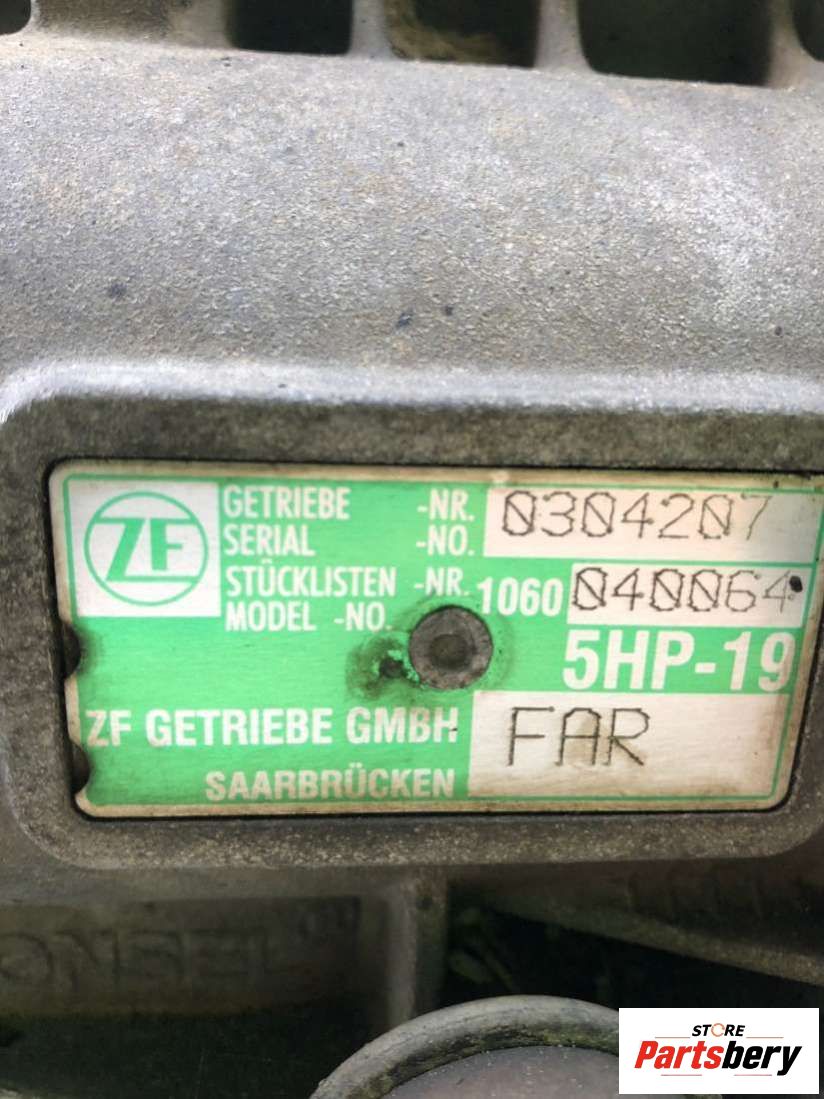 ZF
GETRIEBE -NR. 0304207
SERIAL -NO.
STÜCKLISTEN -NR. 1060 040064
MODEL -NO.
5HP-19
ZF GETRIEBE GMBH FAR
SAARBRÜCKEN
STORE
Partsbery